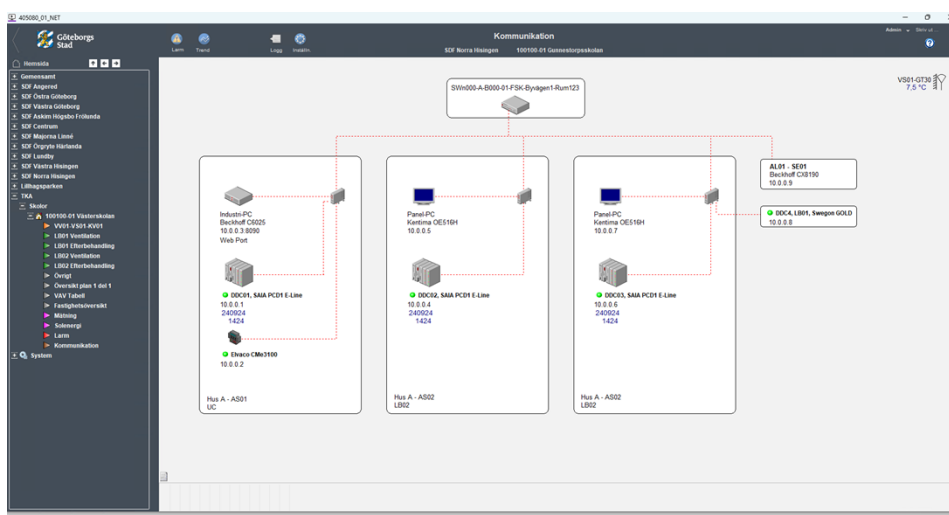 405080_01_NET
Göteborgs
Stad
Larm
Trend
Logg
Inställn
Kommunikation
SDF Norra Hisingen 100100-01 Gunnestorpsskolan
Admin
Skriv ut...
Hemsida
Gemensamt
SDF Angered
SDF Östra Göteborg
SDF Västra Göteborg
SDF Askim Högsbo Frölunda
SDF Centrum
SDF Majorna Linné
SDF Örgryte Härlanda
SDF Lundby
SDF Västra Hisingen
SDF Norra Hisingen
Lillhagsparken
TKA
Skolor
100100-01 Västerskolan
VV01-VS01-KV01
LB01 Ventilation
LB01 Efterbehandling
LB02 Ventilation
LB02 Efterbehandling
Övrigt
Översikt plan 1 del 1
VAV Tabell
Fastighetsöversikt
Mätning
Solenergi
Larm
Kommunikation
System
SWn000-A-B000-01-FSK-Byvägen1-Rum123
VS01-GT30
7,5 °C
Industri-PC
Beckhoff C6025
10.0.0.3:8090
Web Port
DDC01, SAIA PCD1 E-Line
10.0.0.1
240924
1424
Elvaco CMe3100
10.0.0.2
Hus A - AS01
UC
Panel-PC
Kentima OE516H
10.0.0.5
DDC02, SAIA PCD1 E-Line
10.0.0.4
240924
1424
Hus A - AS02
LB02
Panel-PC
Kentima OE516H
10.0.0.7
DDC03, SAIA PCD1 E-Line
10.0.0.6
240924
1424
Hus A - AS02
LB02
AL01 - SE01
Beckhoff CX8190
10.0.0.9
DDC4, LB01, Swegon GOLD
10.0.0.8